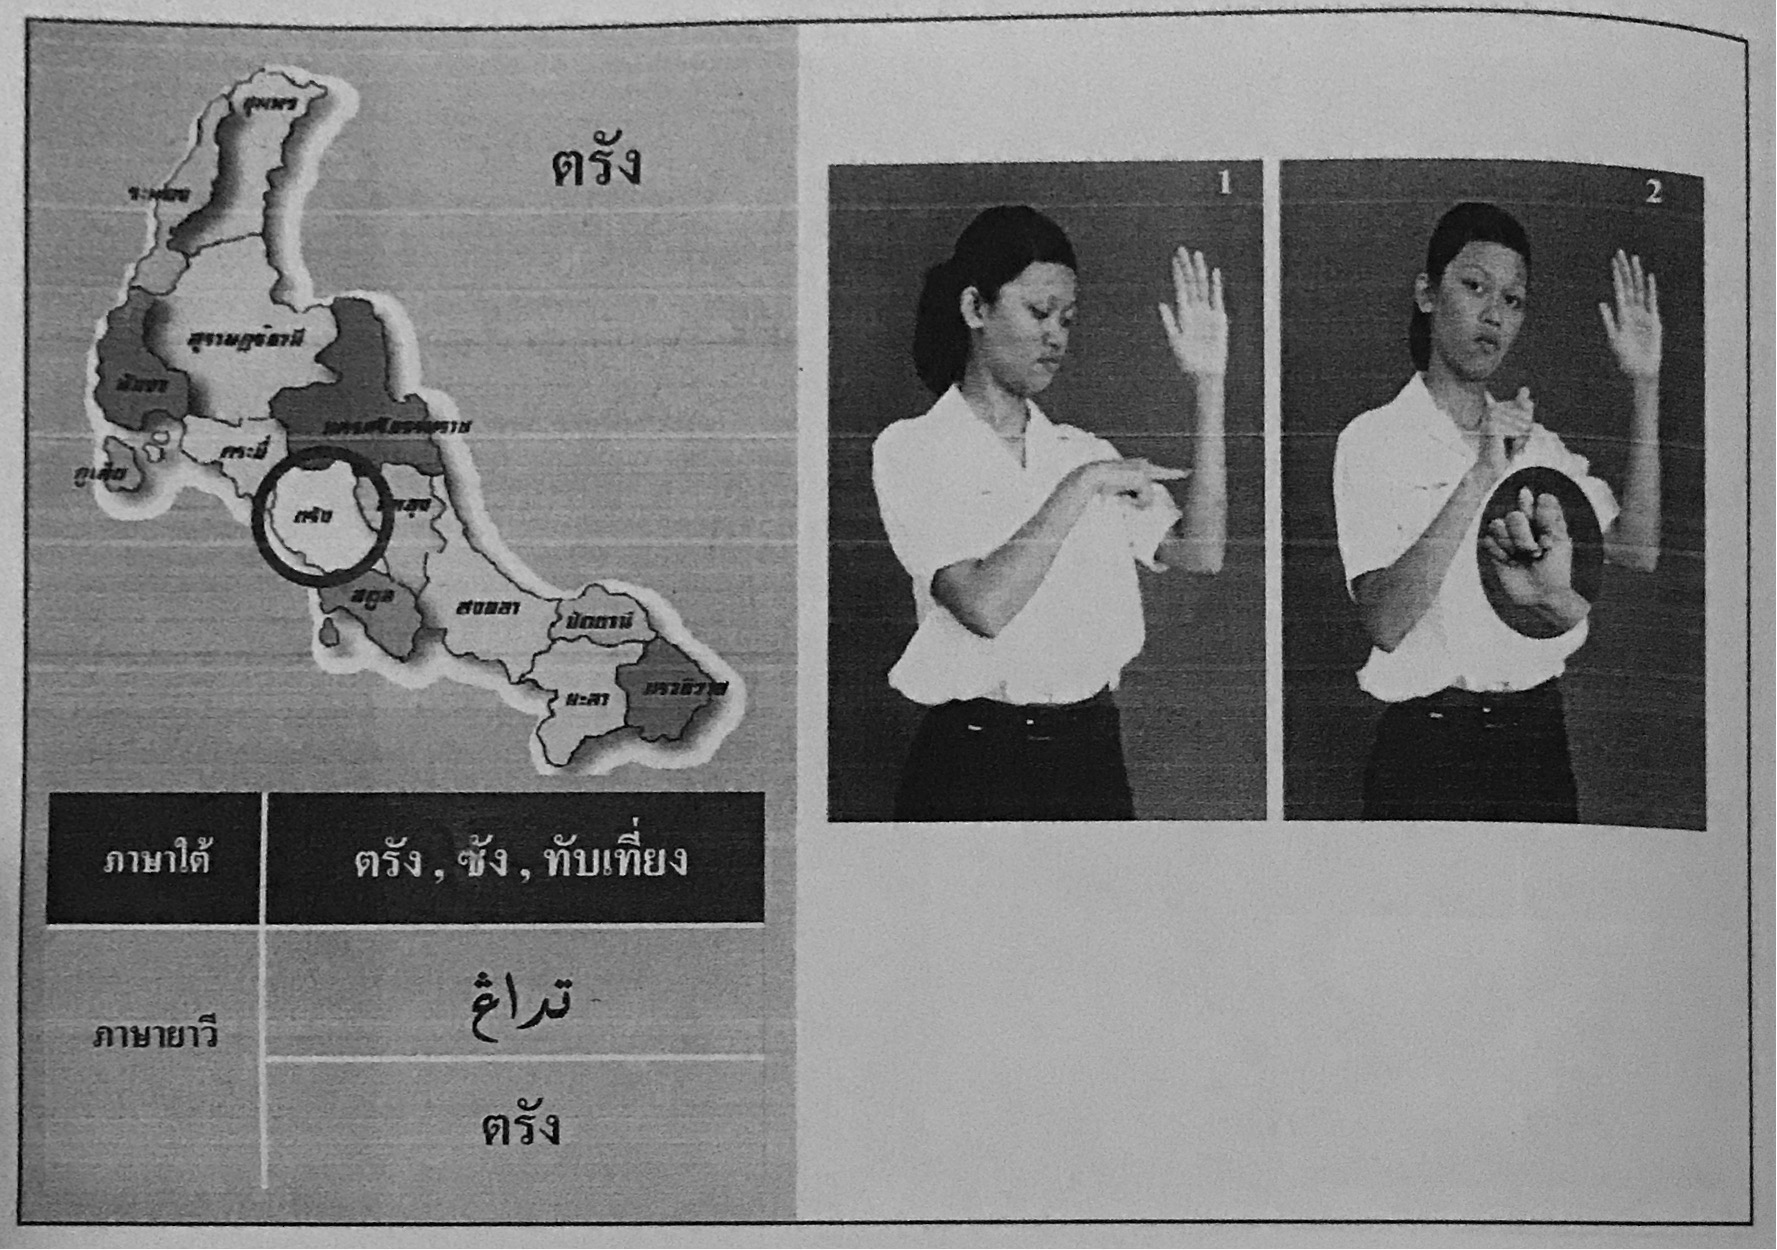 ตรัง
ชุมพร
ระนอง
สุราษฎร์ธานี
พังงา
นครศรีธรรมราช
กระบี่
ภูเก็ต
ตรัง
สตูล
สงขลา
ปัตตานี
ยะลา
นราธิวาส
1
2
ภาษาใต้
ตรัง , ซัง , ทับเที่ยง
ภาษายาวี
تراڠ
ตรัง